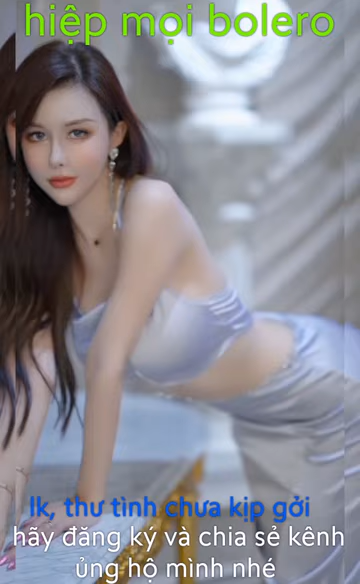 hiệp mọi bolero
lk, thư tình chưa kịp gởi
hãy đăng ký và chia sẻ kênh
ủng hộ mình nhé